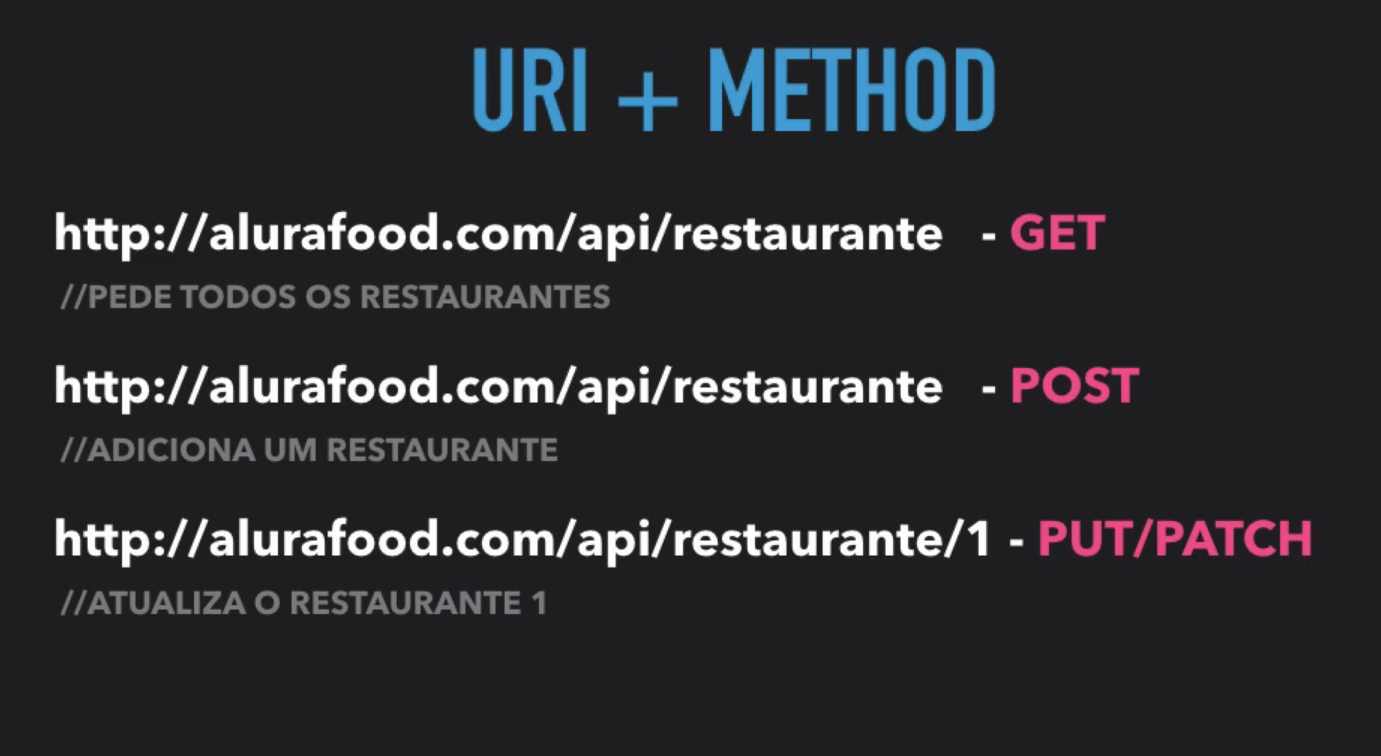 URI + METHOD
http://alurafood.com/api/restaurante - GET
//PEDE TODOS OS RESTAURANTES
http://alurafood.com/api/restaurante - POST
//ADICIONA UM RESTAURANTE
http://alurafood.com/api/restaurante/1 - PUT/PATCH
//ATUALIZA O RESTAURANTE 1